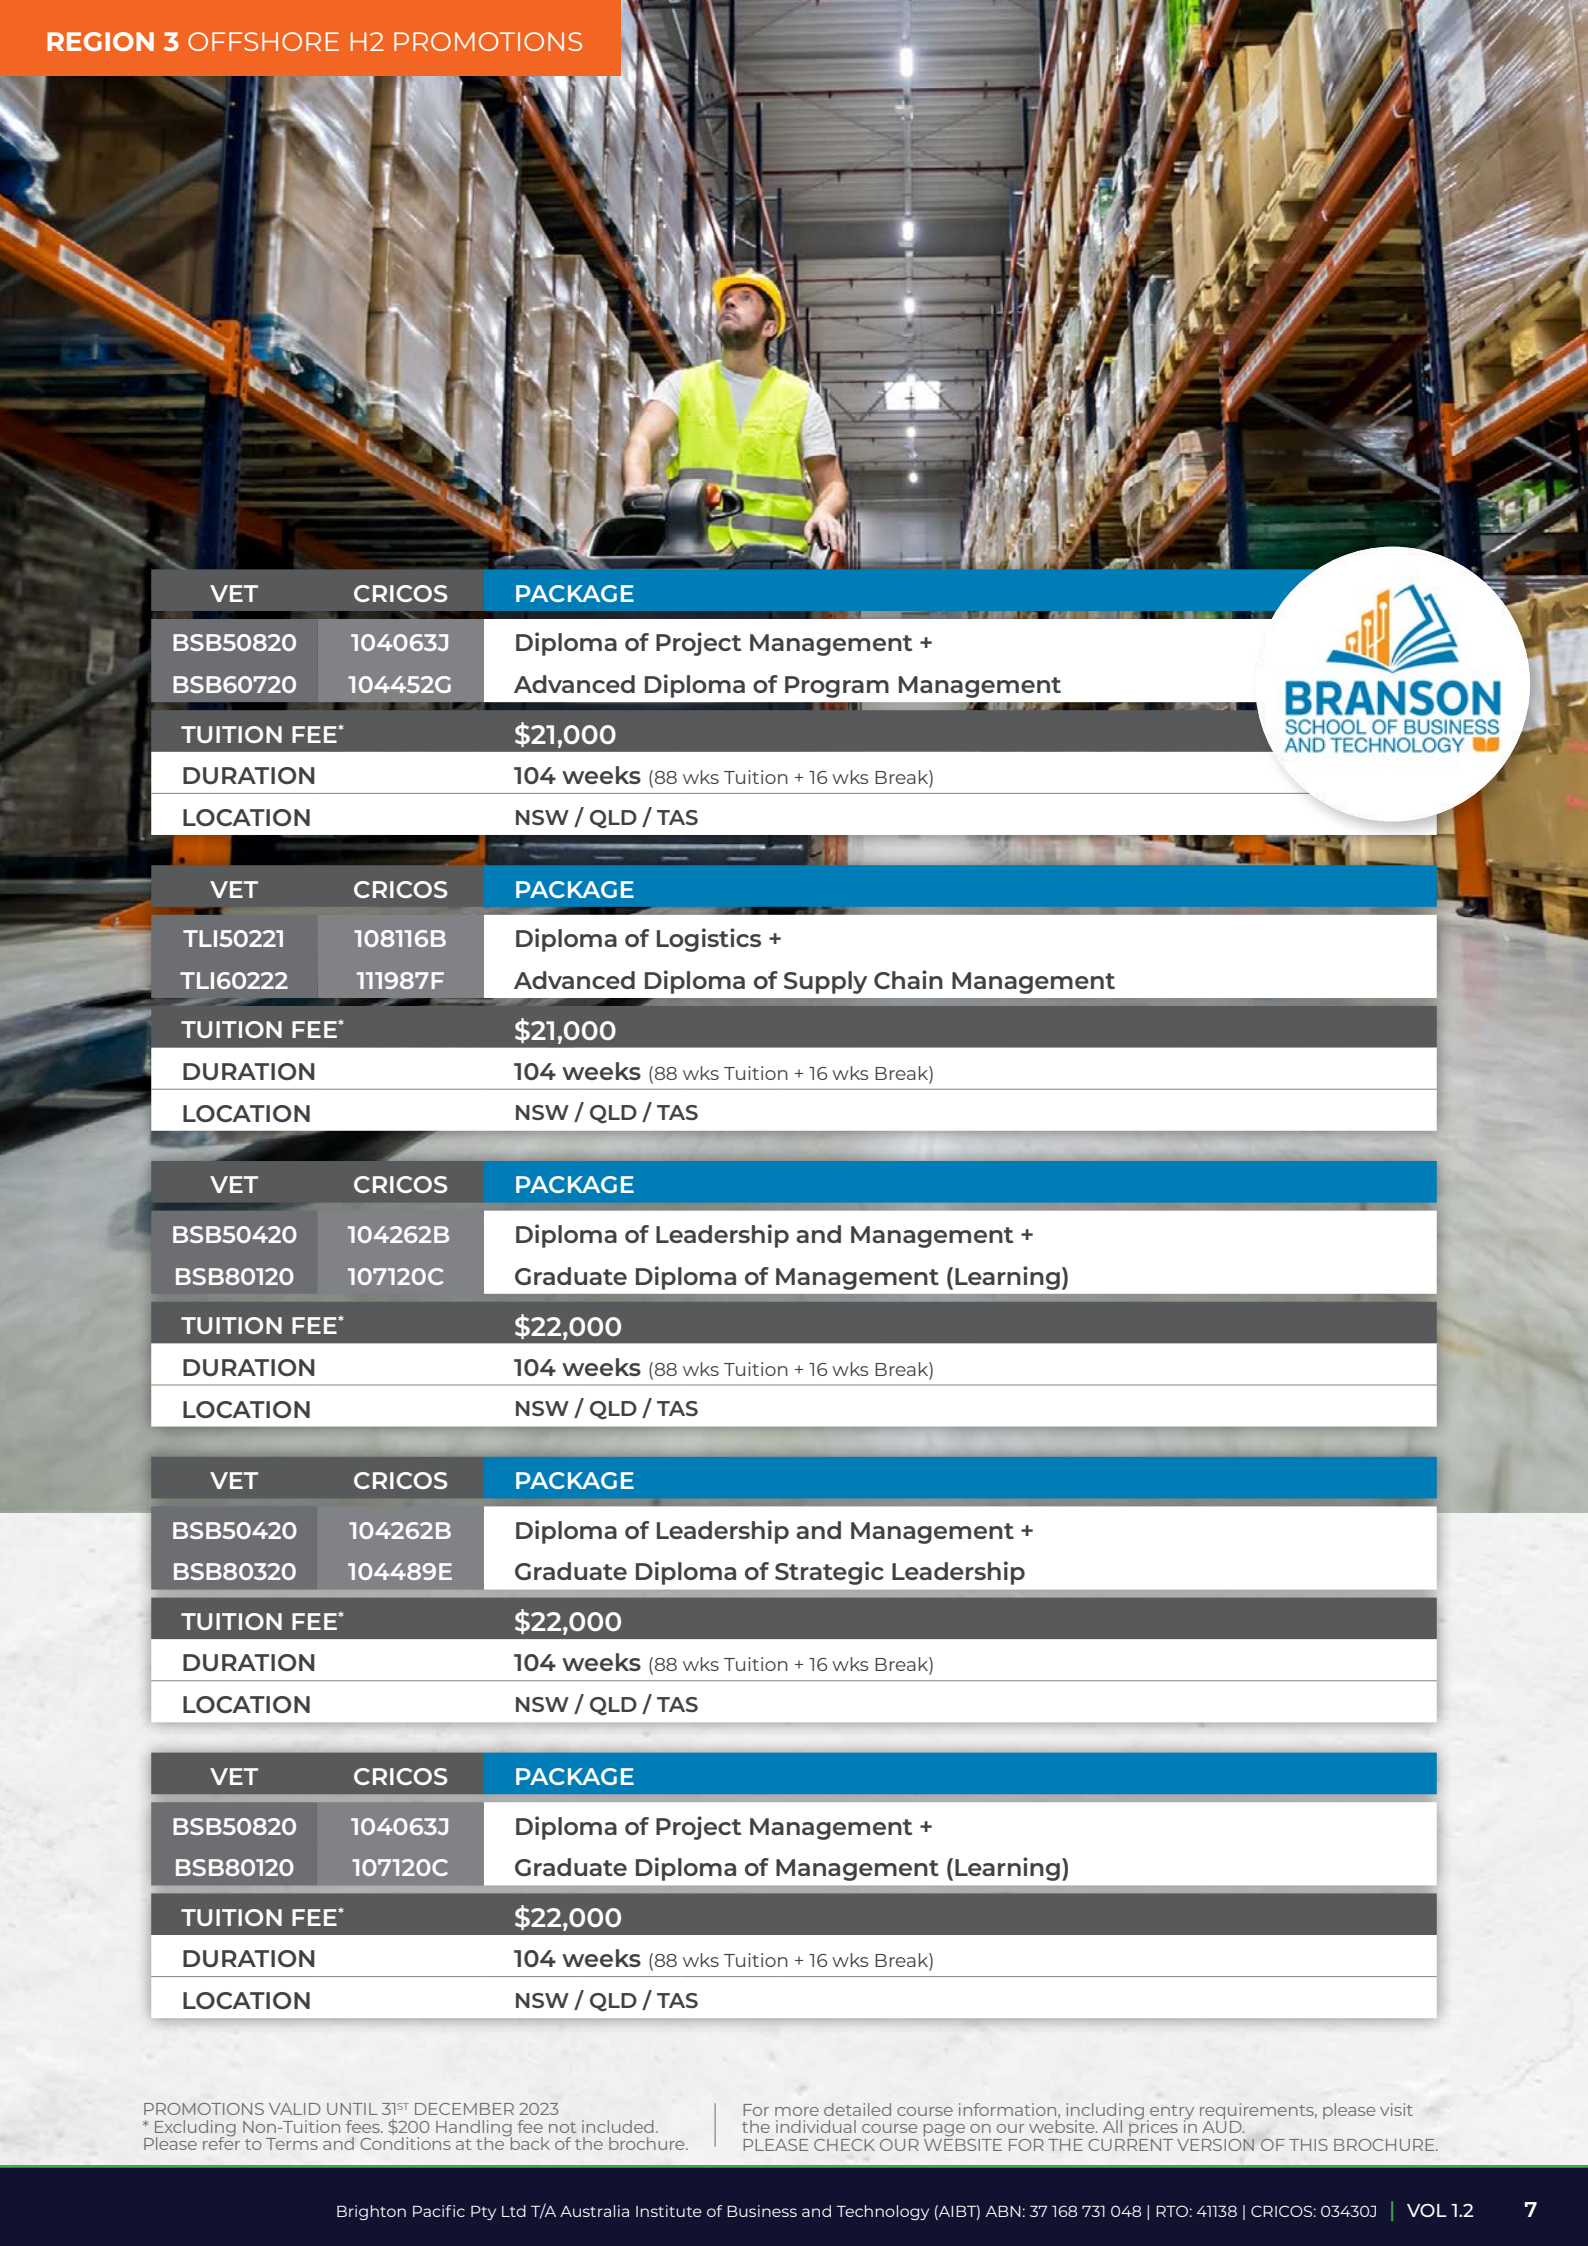 REGION 3 OFFSHORE H2 PROMOTIONS
VET CRICOS PACKAGE
BSB50820 104063J Diploma of Project Management +
BSB60720 104452G Advanced Diploma of Program Management
BRANSON
SCHOOL OF BUSINESS
AND TECHNOLOGY
TUITION FEE* $21,000
DURATION 104 weeks (88 wks Tuition + 16 wks Break)
LOCATION NSW / QLD / TAS
VET CRICOS PACKAGE
TLI50221 108116B Diploma of Logistics +
TLI60222 111987F Advanced Diploma of Supply Chain Management
TUITION FEE* $21,000
DURATION 104 weeks (88 wks Tuition + 16 wks Break)
LOCATION NSW / QLD / TAS
VET CRICOS PACKAGE
BSB50420 104262B Diploma of Leadership and Management +
BSB80120 107120C Graduate Diploma of Management (Learning)
TUITION FEE* $22,000
DURATION 104 weeks (88 wks Tuition + 16 wks Break)
LOCATION NSW / QLD / TAS
VET CRICOS PACKAGE
BSB50420 104262B Diploma of Leadership and Management +
BSB80320 104489E Graduate Diploma of Strategic Leadership
TUITION FEE* $22,000
DURATION 104 weeks (88 wks Tuition + 16 wks Break)
LOCATION NSW / QLD / TAS
VET CRICOS PACKAGE
BSB50820 104063J Diploma of Project Management +
BSB80120 107120C Graduate Diploma of Management (Learning)
TUITION FEE* $22,000
DURATION 104 weeks (88 wks Tuition + 16 wks Break)
LOCATION NSW / QLD / TAS
PROMOTIONS VALID UNTIL 31ST DECEMBER 2023
* Excluding Non-Tuition fees. $200 Handling fee not included.
Please refer to Terms and Conditions at the back of the brochure.
For more detailed course information, including entry requirements, please visit
the individual course page on our website. All prices in AUD.
PLEASE CHECK OUR WEBSITE FOR THE CURRENT VERSION OF THIS BROCHURE.
Brighton Pacific Pty Ltd T/A Australia Institute of Business and Technology (AIBT) ABN: 37 168 731 048 | RTO: 41138 | CRICOS: 03430J | VOL 1.2 7